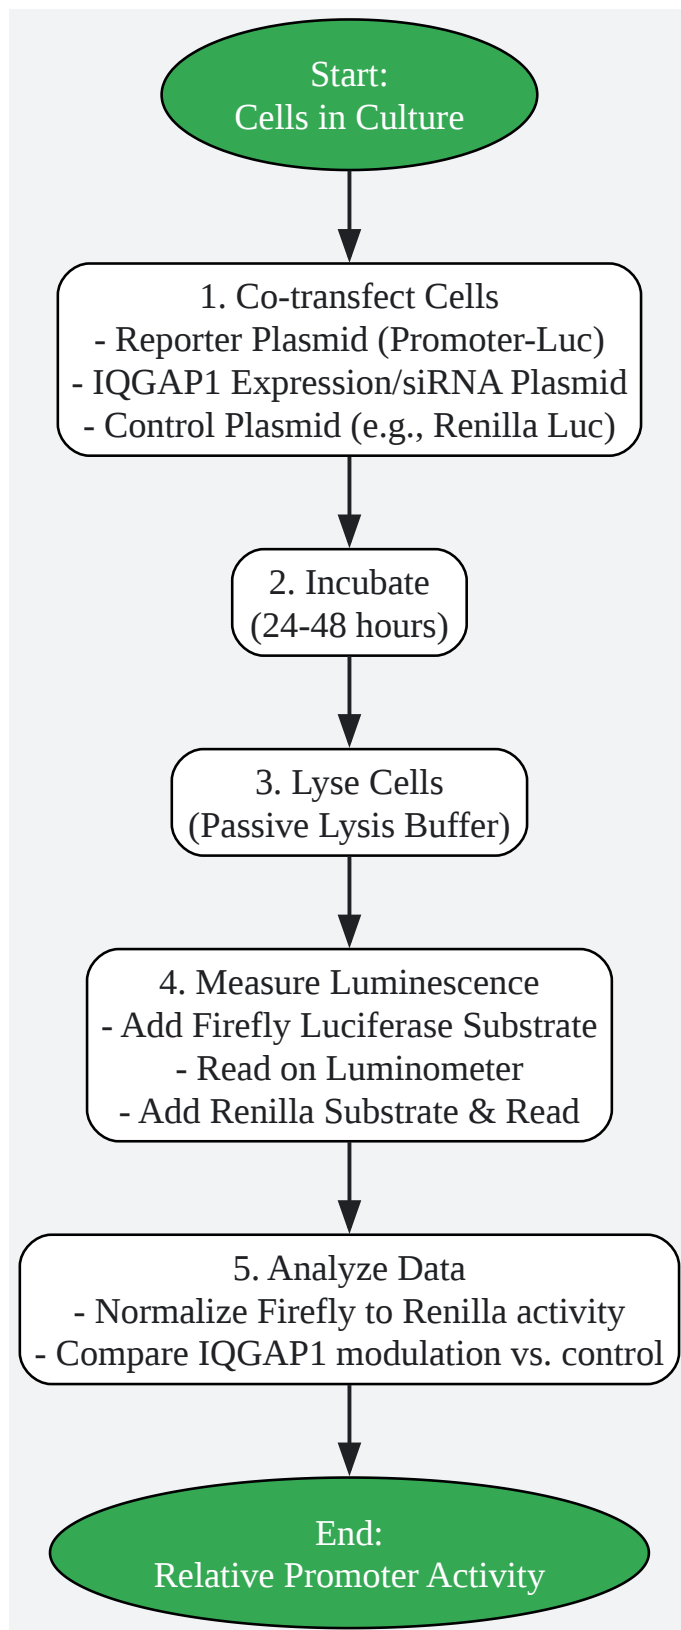 Start:
Cells in Culture
1. Co-transfect Cells
- Reporter Plasmid (Promoter-Luc)
- IQGAP1 Expression/siRNA Plasmid
- Control Plasmid (e.g., Renilla Luc)
2. Incubate
(24-48 hours)
3. Lyse Cells
(Passive Lysis Buffer)
4. Measure Luminescence
- Add Firefly Luciferase Substrate
- Read on Luminometer
- Add Renilla Substrate & Read
5. Analyze Data
- Normalize Firefly to Renilla activity
- Compare IQGAP1 modulation vs. control
End:
Relative Promoter Activity